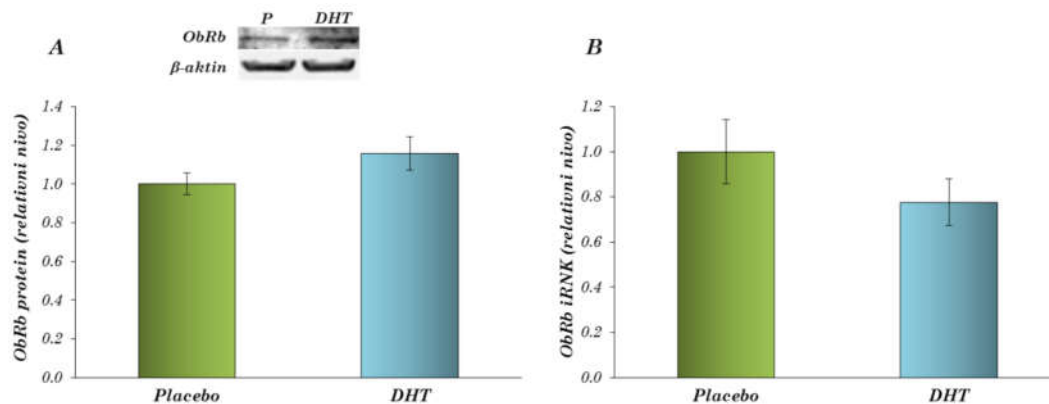 P DHT
A
ObRb
β-aktin
ObRb protein (relativni nivo)
1.4
1.2
1.0
0.8
0.6
0.4
0.2
0.0
Placebo DHT
B
ObRb iRNK (relativni nivo)
1.2
1.0
0.8
0.6
0.4
0.2
0.0
Placebo DHT